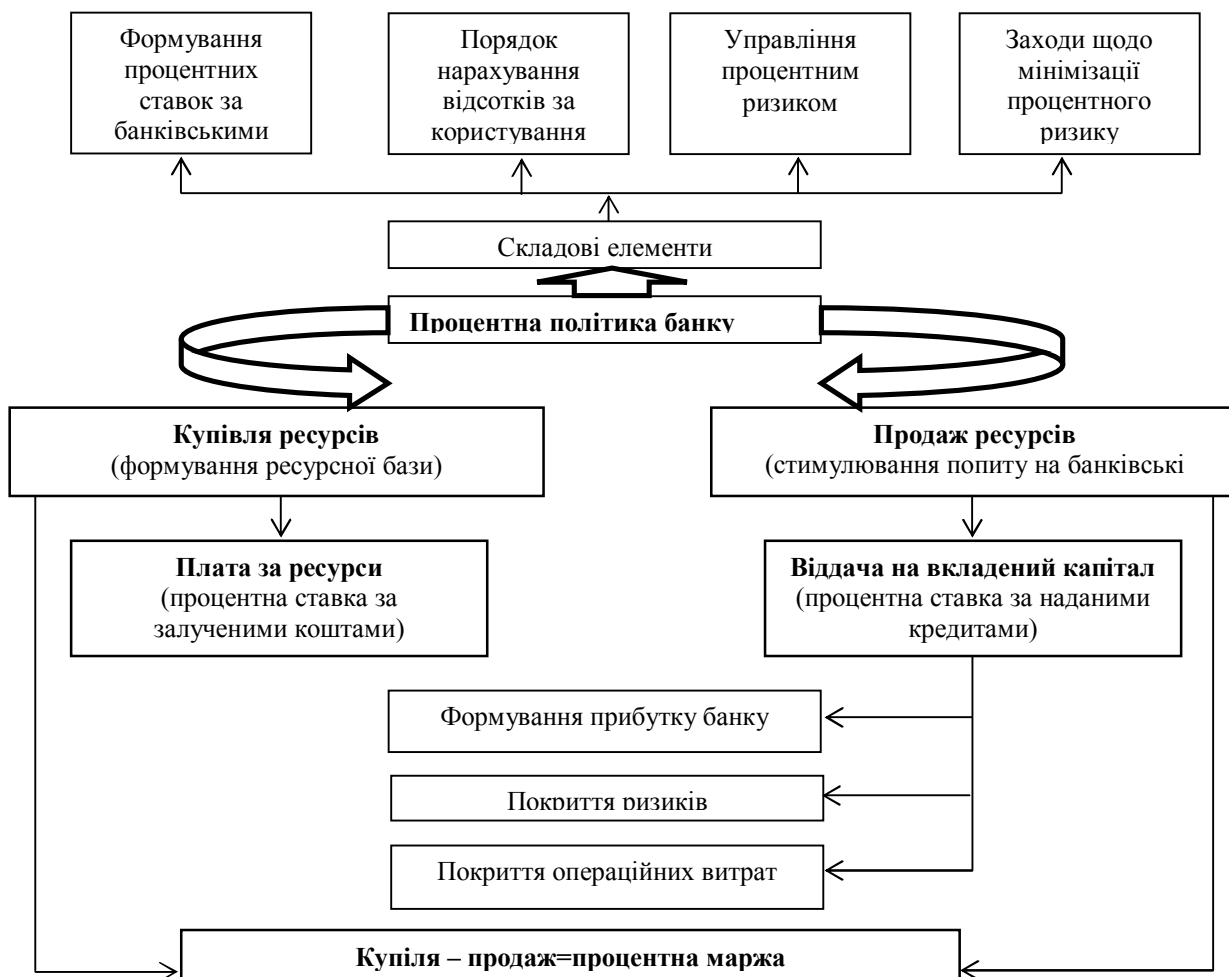 Формування
процентних
ставок за
банківськими
Порядок
нарахування
відсотків за
користування
Управління
процентним
ризиком
Заходи щодо
мінімізації
процентного
ризику
Складові елементи
Процентна політика банку
Купівля ресурсів
(формування ресурсної бази)
Продаж ресурсів
(стимулювання попиту на банківські
Плата за ресурси
(процентна ставка за
залученими коштами)
Віддача на вкладений капітал
(процентна ставка за наданими
кредитами)
Формування прибутку банку
Покриття ризиків
Покриття операційних витрат
Купіля – продаж=процентна маржа